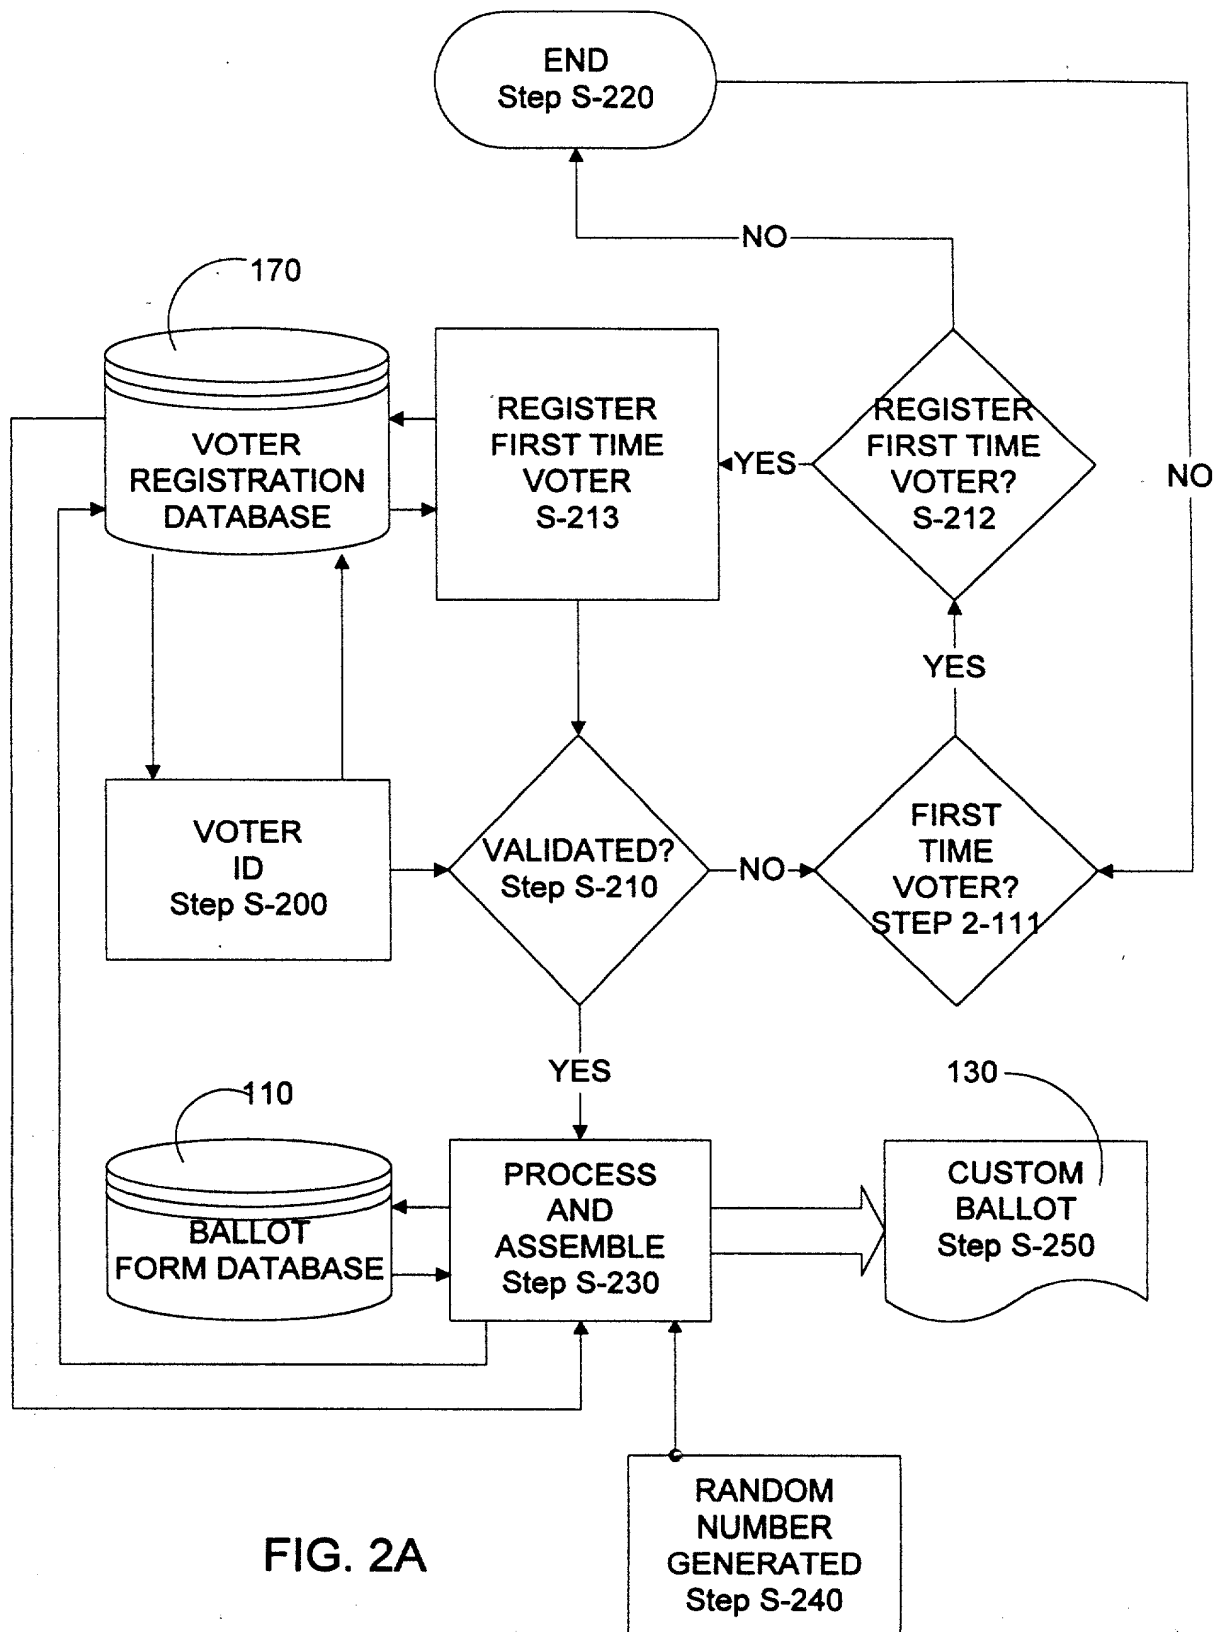 END
Step S-220
NO
170
REGISTER
FIRST TIME
VOTER
S-213
YES
REGISTER
FIRST TIME
VOTER?
S-212
NO
VOTER
REGISTRATION
DATABASE
YES
VOTER
ID
Step S-200
VALIDATED?
Step S-210
NO
FIRST
TIME
VOTER?
STEP 2-111
YES
110
130
BALLOT
FORM DATABASE
PROCESS
AND
ASSEMBLE
Step S-230
CUSTOM
BALLOT
Step S-250
RANDOM
NUMBER
GENERATED
Step S-240
FIG. 2A